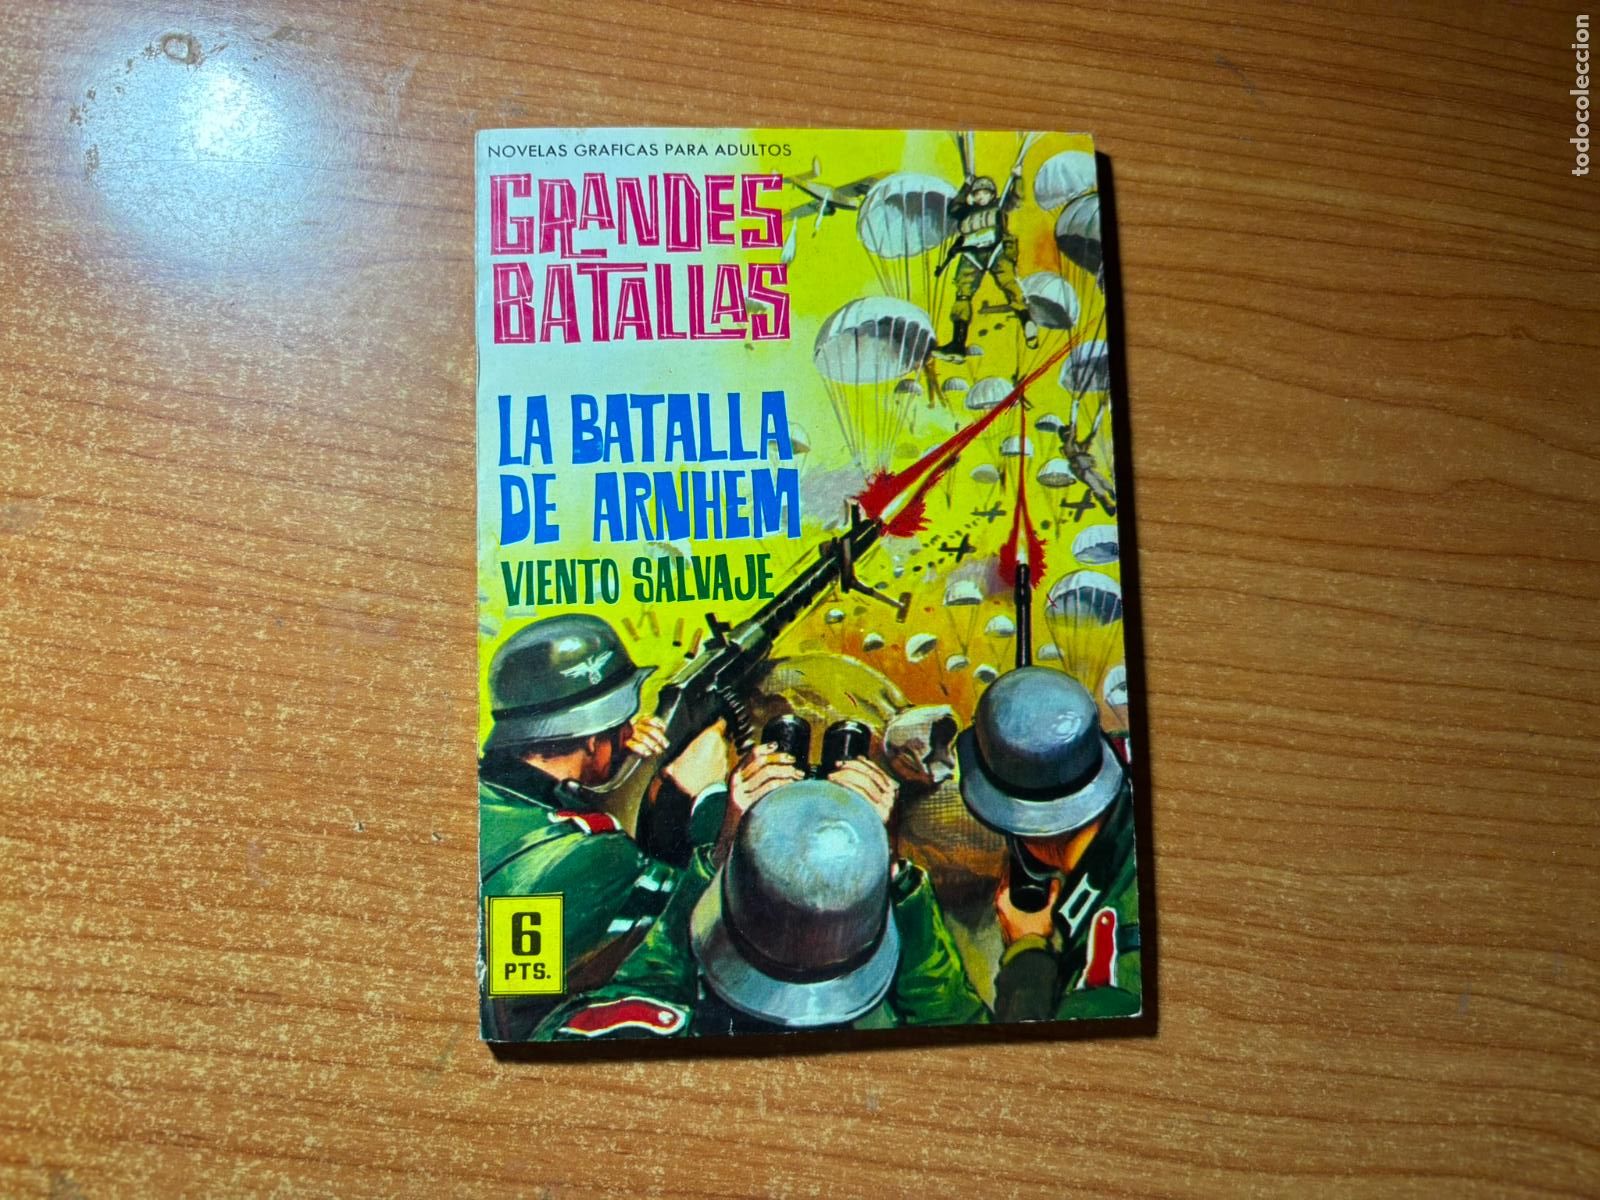 NOVELAS GRAFICAS PARA ADULTOS
GRANDES
BATALLAS
LA BATALLA
DE ARNHEM
VIENTO SALVAJE
6
PTS.
todocoleccion